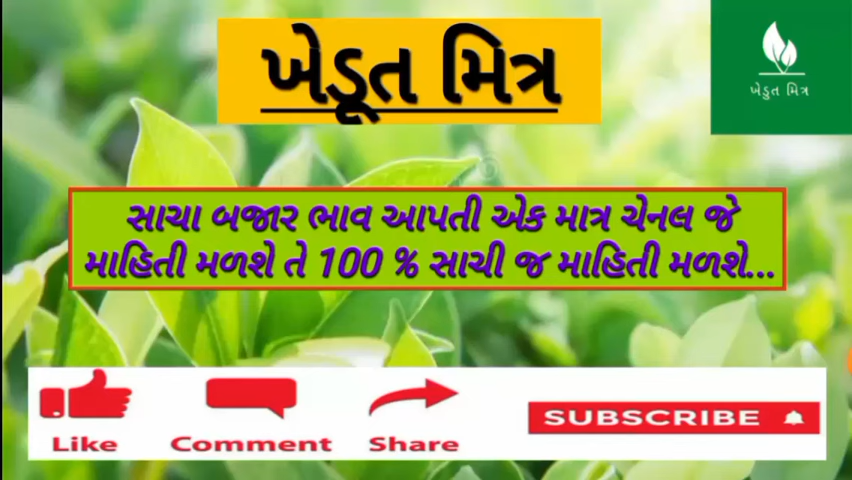 ખેડૂત મિત્ર
ખેડુત મિત્ર
સાચા બજાર ભાવ આપતી એક માત્ર ચેનલ જે
માહિતી મળશે તે 100 % સાચી જ માહિતી મળશે...
Like
Comment
Share
SUBSCRIBE